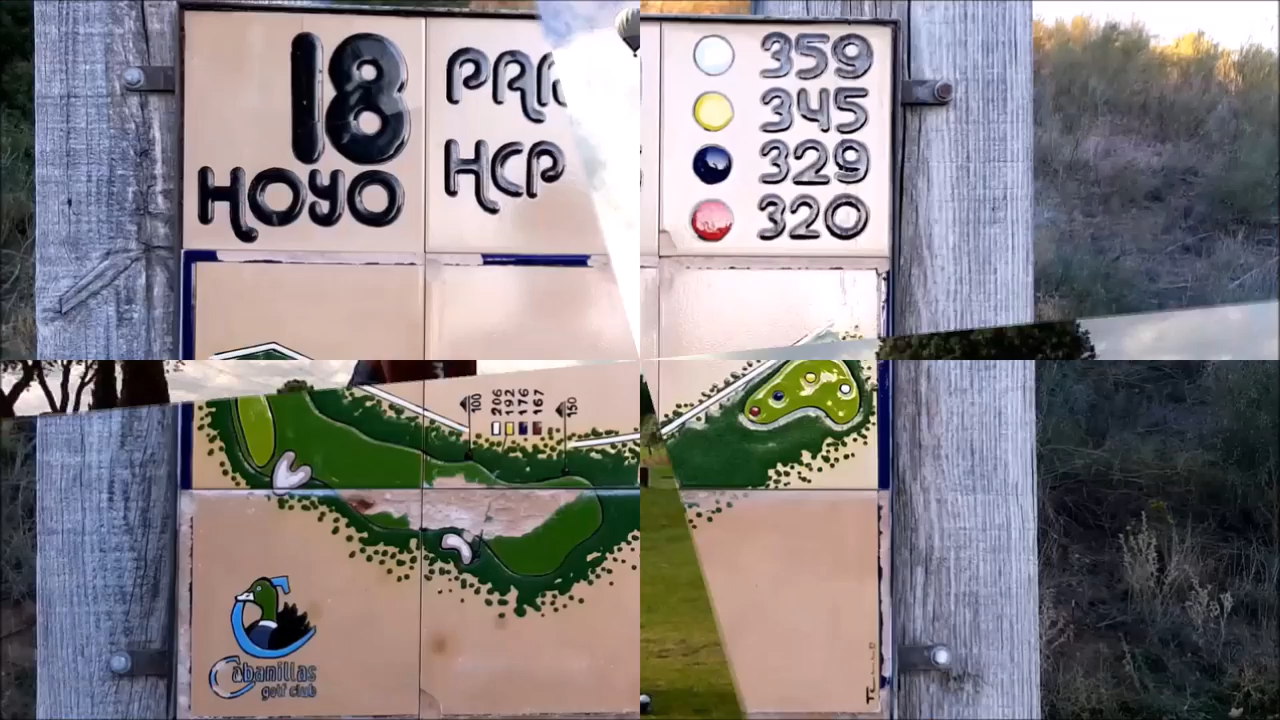 18
HOYO
HCP
359
345
329
320
100
206
192
176
167
150
Cabanillas
golf club